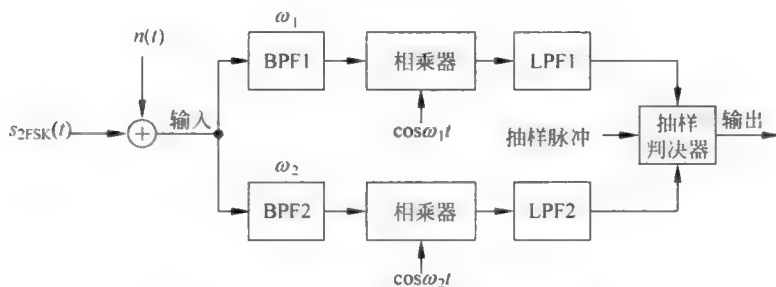 ω₁
n(t)
BPF1
相乘器
LPF1
输入
cosω₁t
s₂FSK(t)
+
抽样脉冲
抽样
判决器
输出
ω₂
BPF2
相乘器
LPF2
cosω₂t